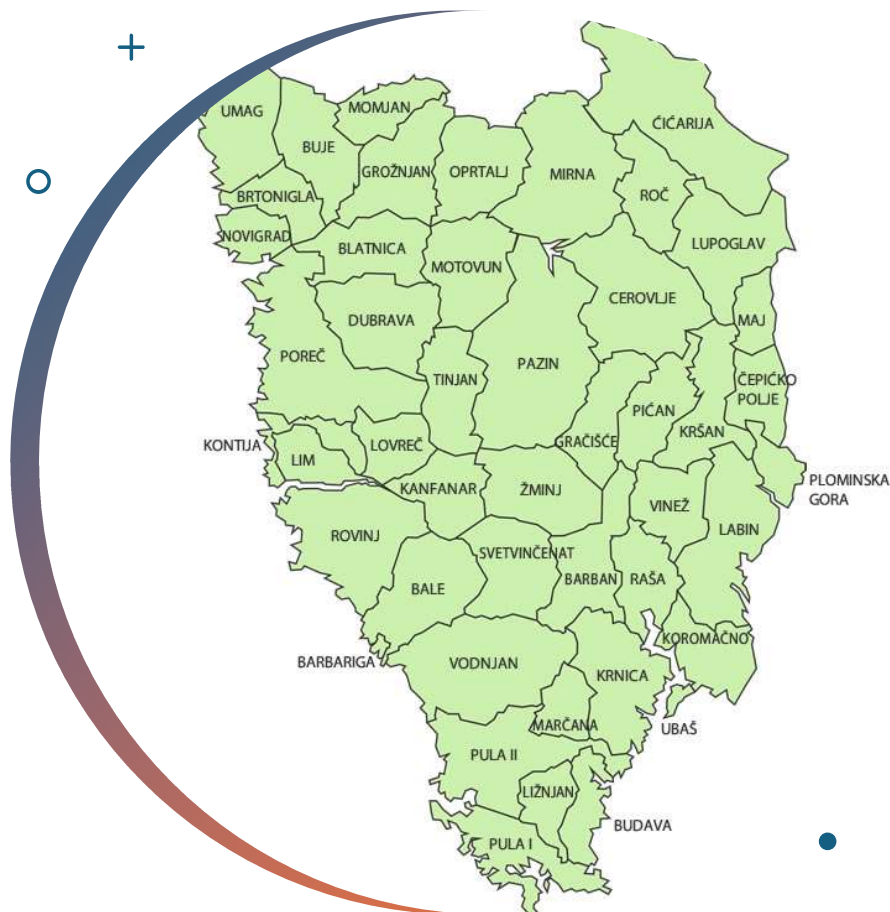 UMAG
MOMJAN
ĆIĆARIJA
BUJE
GROŽNJAN
OPRTALJ
MIRNA
ROČ
BRTONIGLA
NOVIGRAD
BLATNICA
LUPOGLAV
MOTOVUN
CEROVLJE
DUBRAVA
MAJ
POREČ
PAZIN
TINJAN
ČEPIĆKO
POLJE
PIĆAN
KRŠAN
GRAČIŠĆE
KONTIJA
LOVREČ
LIM
KANFANAR
ŽMINJ
PLOMINSKA
GORA
VINEŽ
LABIN
ROVINJ
SVETVINČENAT
BARBAN
RAŠA
BALE
KOROMAČNO
BARBARIGA
VODNJAN
KRNICA
MARČANA
UBAŠ
PULA II
LIŽNJAN
BUDAVA
PULA I